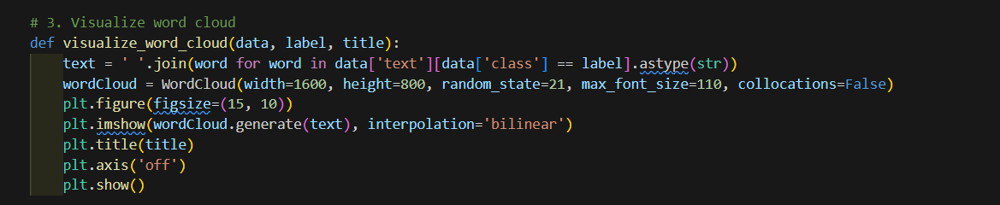 # 3. Visualize word cloud
def visualize_word_cloud(data, label, title):
    text = ' '.join(word for word in data['text'][data['class'] == label].astype(str))
    wordCloud = WordCloud(width=1600, height=800, random_state=21, max_font_size=110, collocations=False)
    plt.figure(figsize=(15, 10))
    plt.imshow(wordCloud.generate(text), interpolation='bilinear')
    plt.title(title)
    plt.axis('off')
    plt.show()